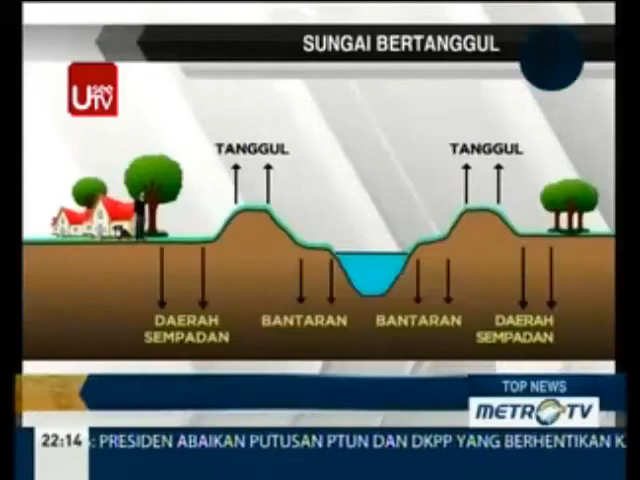 SUNGAI BERTANGGUL
TANGGUL
TANGGUL
DAERAH
SEMPADAN
BANTARAN
BANTARAN
DAERAH
SEMPADAN
TOP NEWS
METRO TV
22:14
: PRESIDEN ABAIKAN PUTUSAN PTUN DAN DKPP YANG BERHENTIKAN